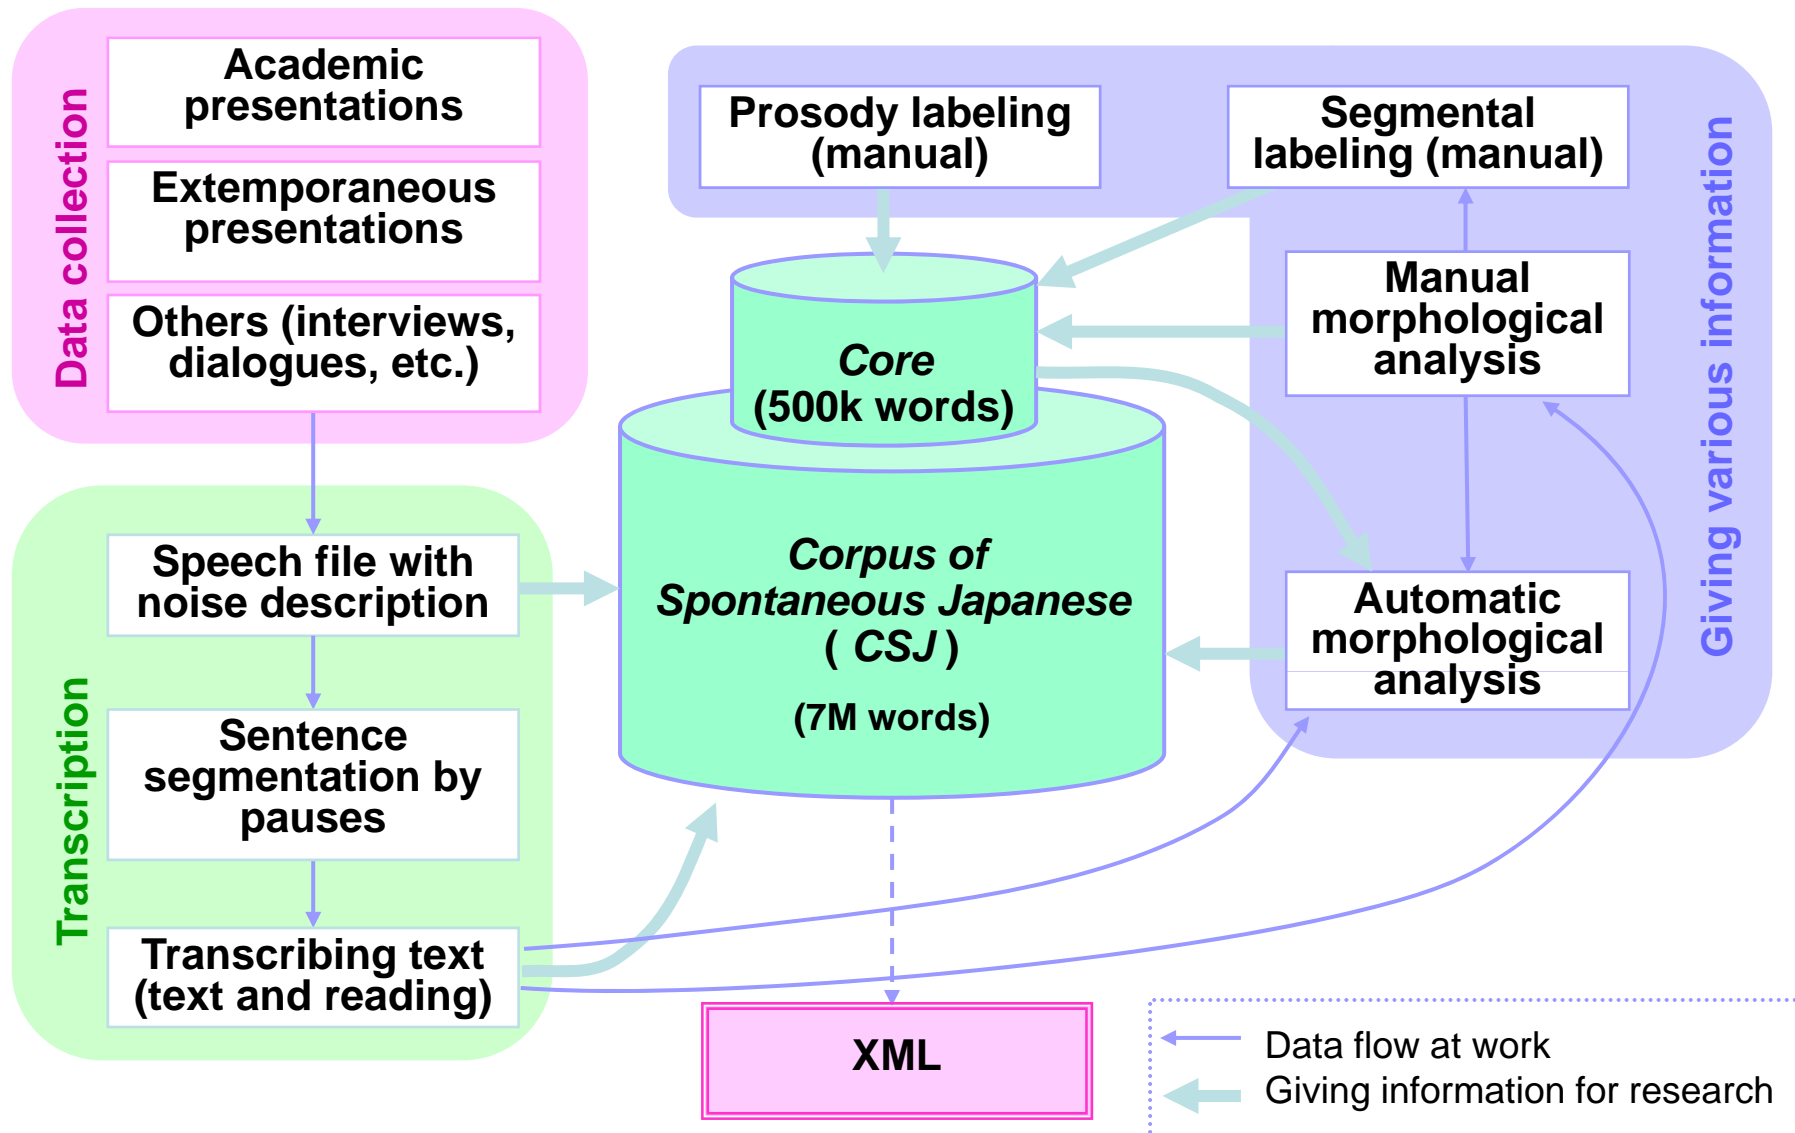 Data collection
Academic
presentations
Extemporaneous
presentations
Others (interviews,
dialogues, etc.)
Transcription
Speech file with
noise description
Sentence
segmentation by
pauses
Transcribing text
(text and reading)
Prosody labeling
(manual)
Segmental
labeling (manual)
Manual
morphological
analysis
Automatic
morphological
analysis
Giving various information
Core
(500k words)
Corpus of
Spontaneous Japanese
( CSJ )
(7M words)
XML
Data flow at work
Giving information for research